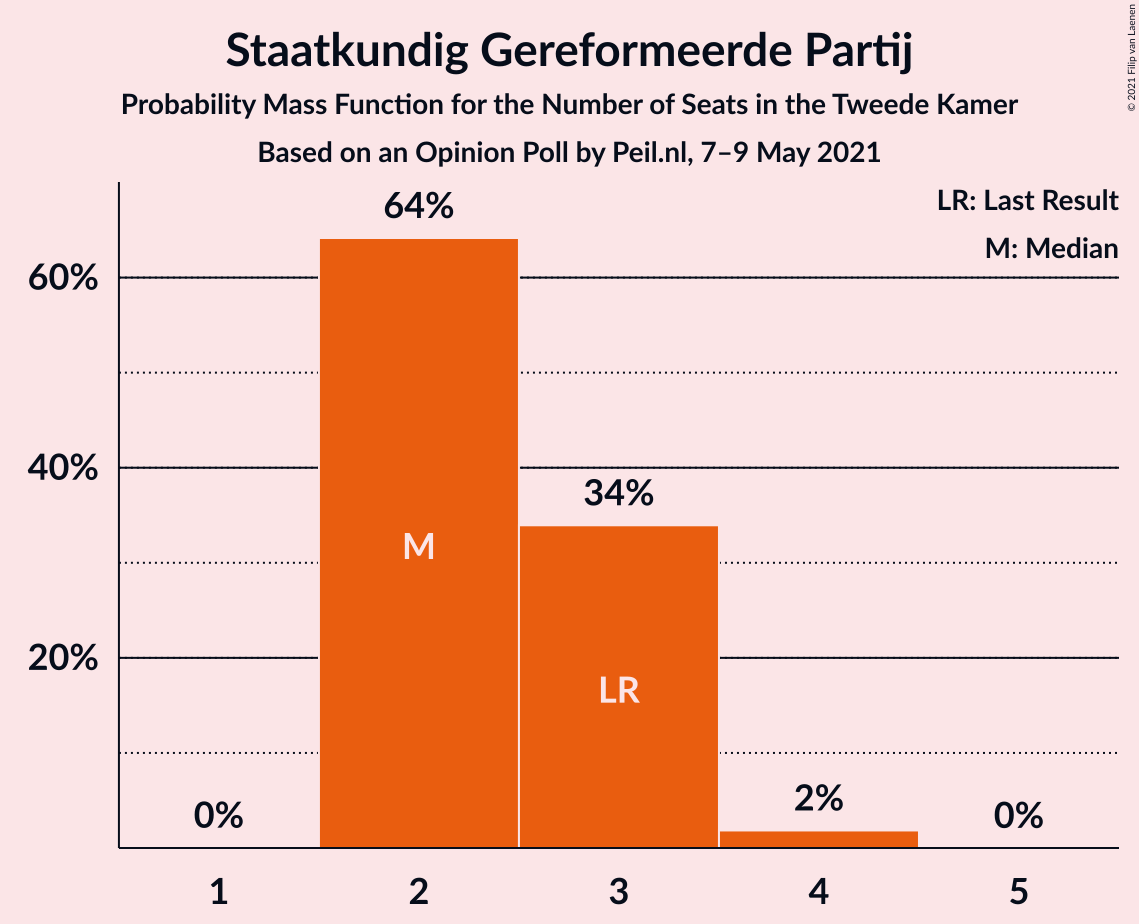 Staatkundig Gereformeerde Partij
Probability Mass Function for the Number of Seats in the Tweede Kamer
Based on an Opinion Poll by Peil.nl, 7–9 May 2021
© 2021 Filip van Laenen
LR: Last Result
M: Median
64%
60%
40%
34%
M
20%
LR
2%
0%
0%
1
2
3
4
5